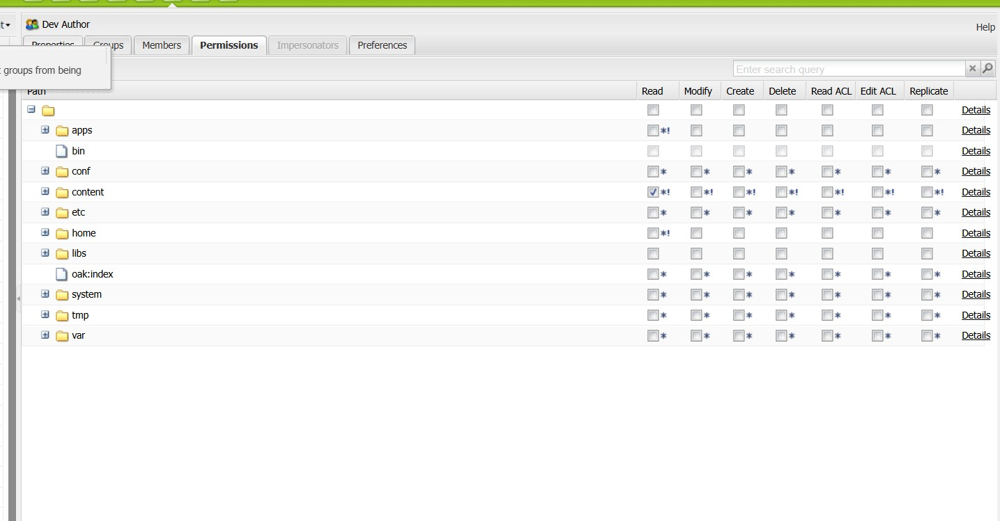 Dev Author
Help
Properties Groups Members Permissions Impersonators Preferences
groups from being
Enter search query
Path Read Modify Create Delete Read ACL Edit ACL Replicate
Details
apps *! Details
bin Details
conf * * * * * * * Details
content *! *! *! *! *! *! *! Details
etc * * * * * * * Details
home *! Details
libs Details
oak:index * * * * * * * Details
system * * * * * * * Details
tmp * * * * * * * Details
var * * * * * * * Details